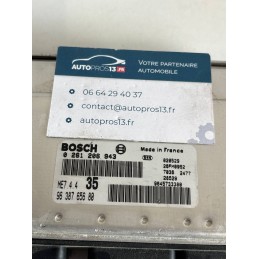 AUTOPROS13.FR
VOTRE PARTENAIRE
AUTOMOBILE
06 64 29 40 37
contact@autopros13.fr
autopros13.fr
BOSCH
Made in France
0 261 206 943
ME7.4.4 35
96 387 656 80